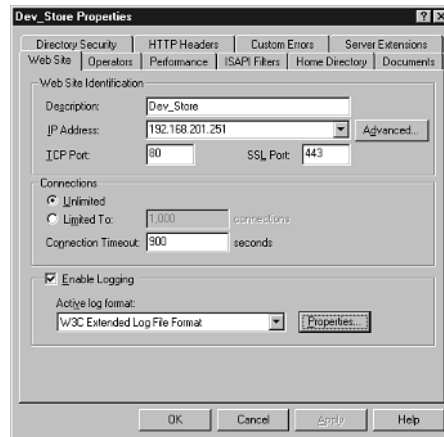 Dev_Store Properties
Directory Security HTTP Headers Custom Errors Server Extensions
Web Site Operators Performance ISAPI Filters Home Directory Documents
Web Site Identification
Description: Dev_Store
IP Address: 192.168.201.251 Advanced...
TCP Port: 80 SSL Port: 443
Connections
Unlimited
Limited To: 1,000 connections
Connection Timeout: 900 seconds
Enable Logging
Active log format:
W3C Extended Log File Format Properties...
OK Cancel Apply Help